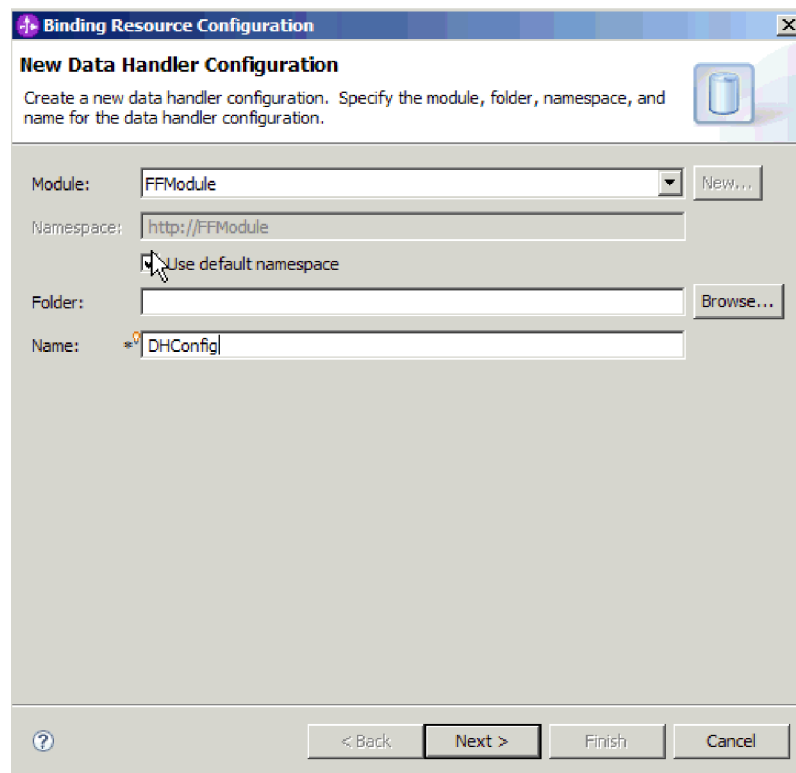 Binding Resource Configuration
New Data Handler Configuration
Create a new data handler configuration. Specify the module, folder, namespace, and
name for the data handler configuration.
Module: FFModule New...
Namespace: http://FFModule
Use default namespace
Folder: Browse...
Name: DHConfig
< Back Next > Finish Cancel